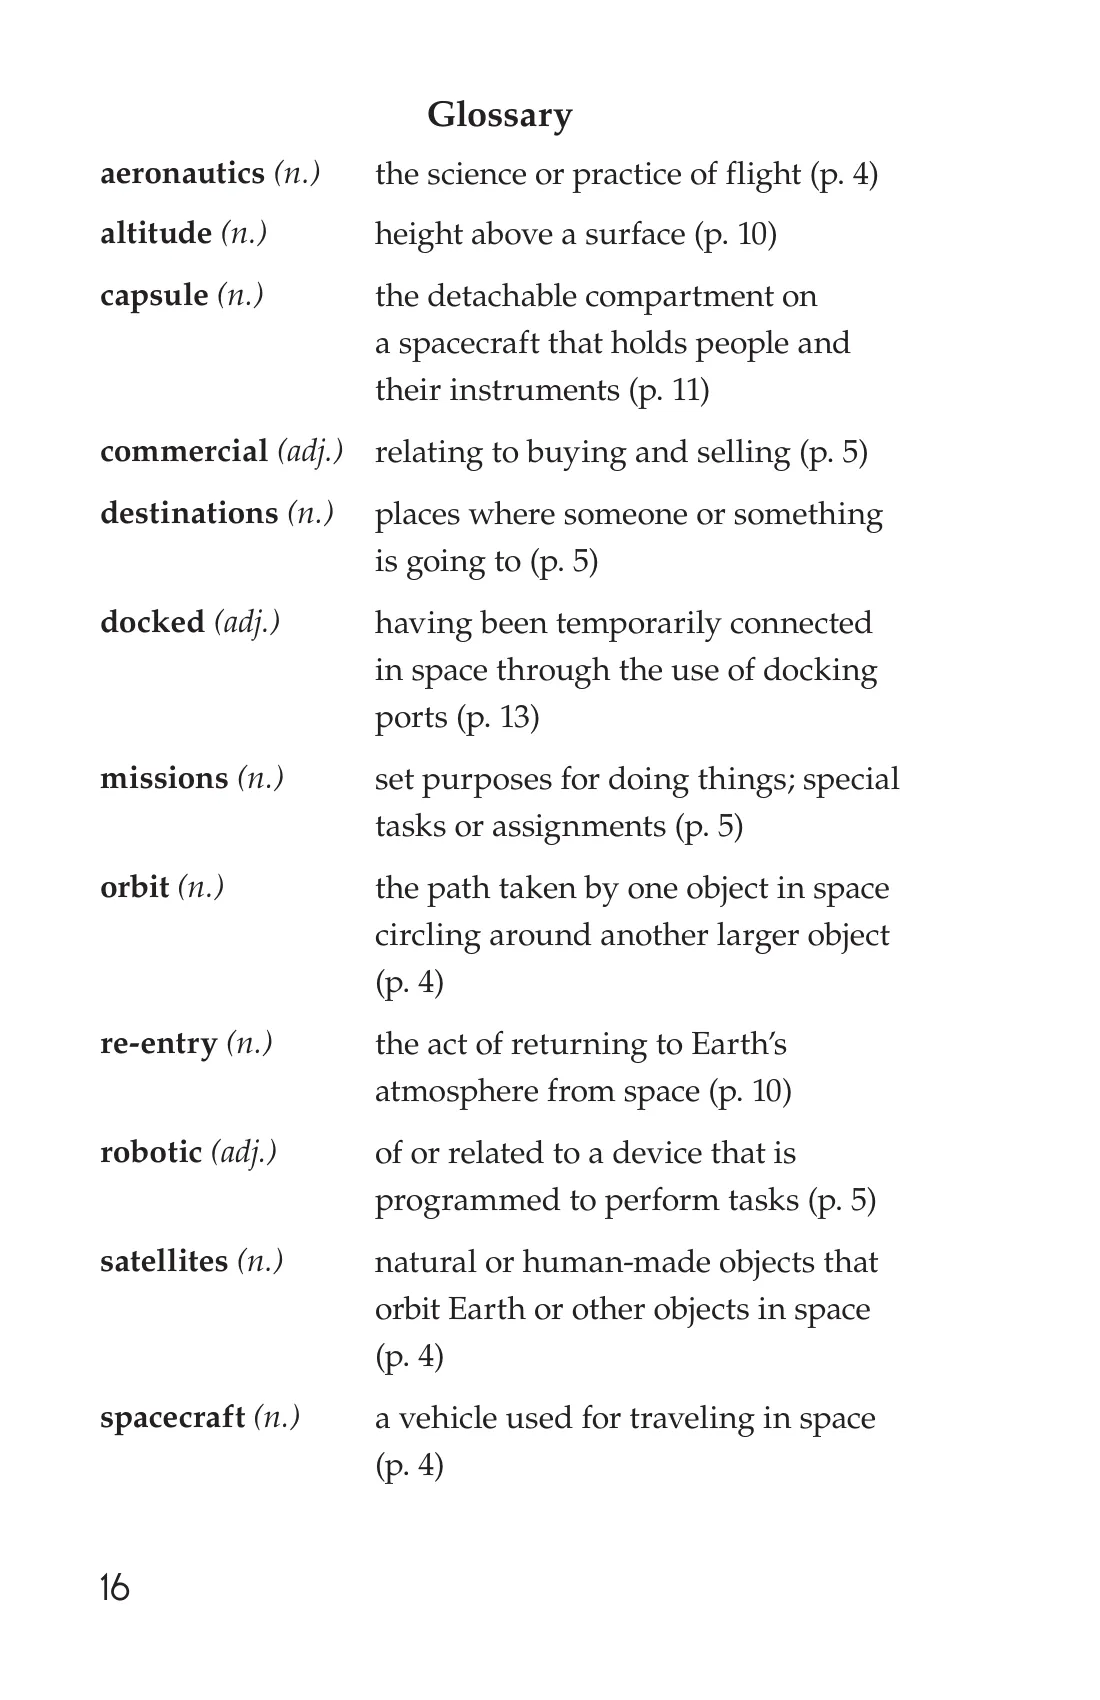 Glossary
aeronautics (n.) the science or practice of flight (p. 4)
altitude (n.) height above a surface (p. 10)
capsule (n.) the detachable compartment on
a spacecraft that holds people and
their instruments (p. 11)
commercial (adj.) relating to buying and selling (p. 5)
destinations (n.) places where someone or something
is going to (p. 5)
docked (adj.) having been temporarily connected
in space through the use of docking
ports (p. 13)
missions (n.) set purposes for doing things; special
tasks or assignments (p. 5)
orbit (n.) the path taken by one object in space
circling around another larger object
(p. 4)
re-entry (n.) the act of returning to Earth’s
atmosphere from space (p. 10)
robotic (adj.) of or related to a device that is
programmed to perform tasks (p. 5)
satellites (n.) natural or human-made objects that
orbit Earth or other objects in space
(p. 4)
spacecraft (n.) a vehicle used for traveling in space
(p. 4)
16